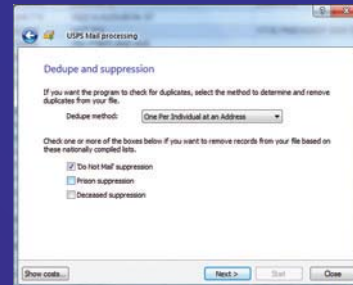 USPS Mail processing
Dedupe and suppression
If you want the program to check for duplicates, select the method to determine and remove
duplicates from your file.
Dedupe method: One Per Individual at an Address
Check one or more of the boxes below if you want to remove records from your file based on
these nationally compiled lists.
'Do Not Mail' suppression
Prison suppression
Deceased suppression
Show costs... Next > Start Close